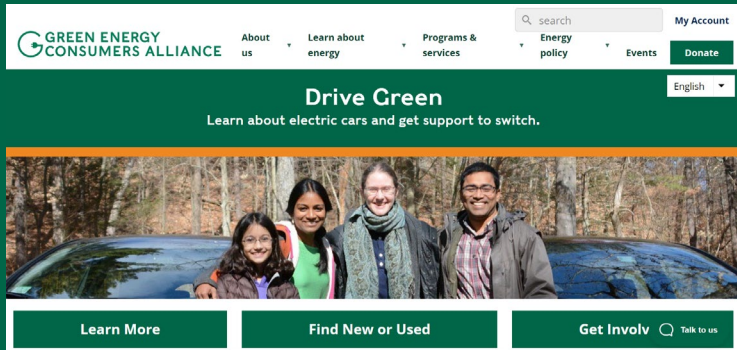 search
My Account
GREEN ENERGY
CONSUMERS ALLIANCE
About us
Learn about energy
Programs & services
Energy policy
Events
Donate
English
Drive Green
Learn about electric cars and get support to switch.
Learn More
Find New or Used
Get Involv
Talk to us